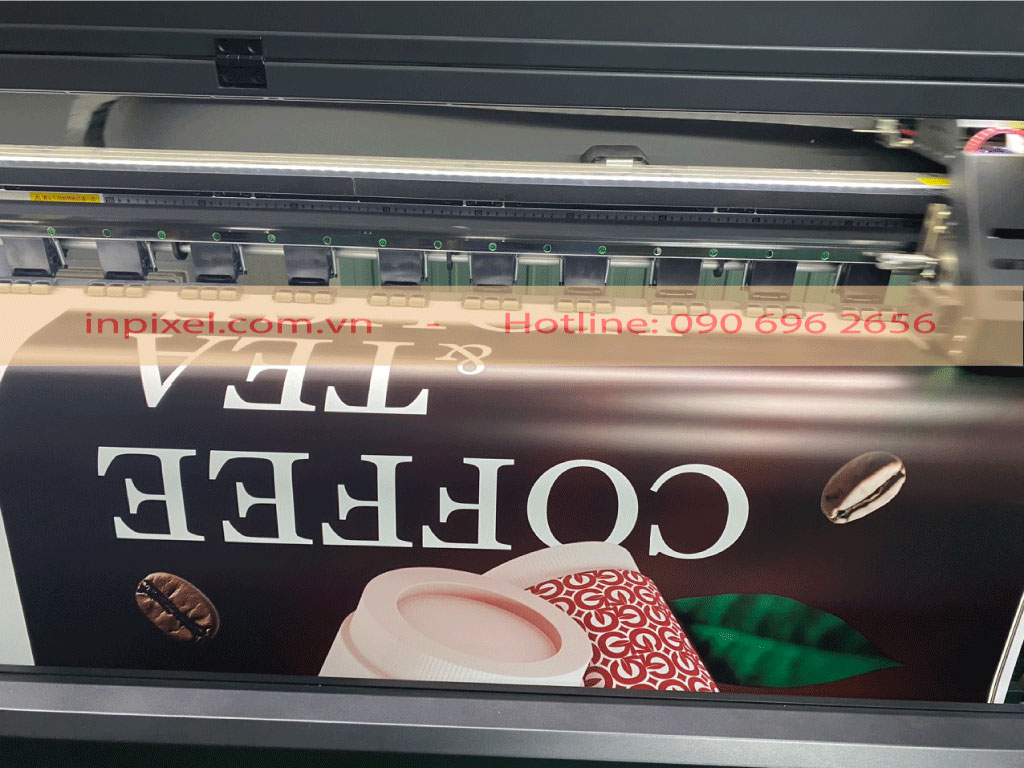 inpixel.com.vn - Hotline: 090 696 2656
COFFEE
& TEA